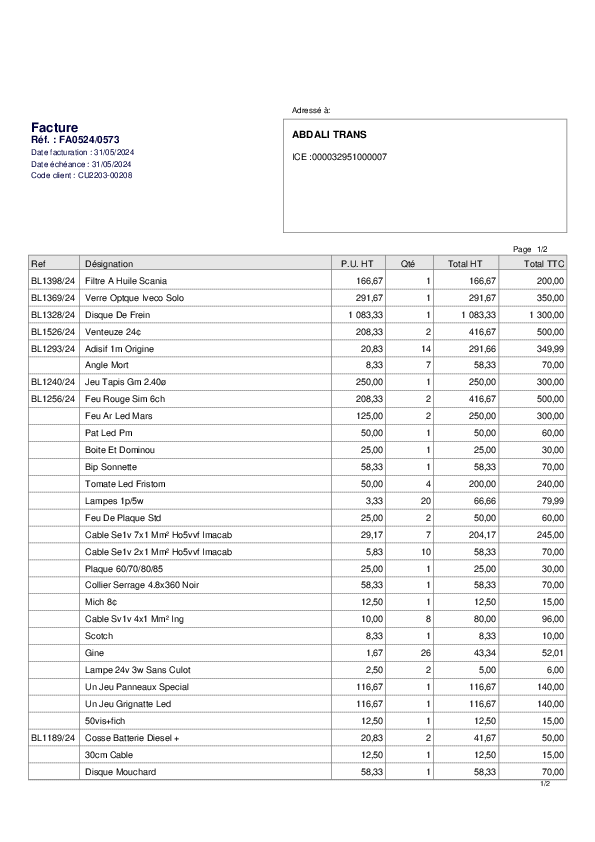 Adressé à:
Facture
Réf. : FA0524/0573
Date facturation : 31/05/2024
Date échéance : 31/05/2024
Code client : CU2203-00208
ABDALI TRANS
ICE :000032951000007
Page 1/2
Ref Désignation P.U. HT Qté Total HT Total TTC
BL1398/24 Filtre A Huile Scania 166,67 1 166,67 200,00
BL1369/24 Verre Optque Iveco Solo 291,67 1 291,67 350,00
BL1328/24 Disque De Frein 1 083,33 1 1 083,33 1 300,00
BL1526/24 Venteuze 24¢ 208,33 2 416,67 500,00
BL1293/24 Adisif 1m Origine 20,83 14 291,66 349,99
Angle Mort 8,33 7 58,33 70,00
BL1240/24 Jeu Tapis Gm 2.40ø 250,00 1 250,00 300,00
BL1256/24 Feu Rouge Sim 6ch 208,33 2 416,67 500,00
Feu Ar Led Mars 125,00 2 250,00 300,00
Pat Led Pm 50,00 1 50,00 60,00
Boite Et Dominou 25,00 1 25,00 30,00
Bip Sonnette 58,33 1 58,33 70,00
Tomate Led Fristom 50,00 4 200,00 240,00
Lampes 1p/5w 3,33 20 66,66 79,99
Feu De Plaque Std 25,00 2 50,00 60,00
Cable Se1v 7x1 Mm² Ho5vvf Imacab 29,17 7 204,17 245,00
Cable Se1v 2x1 Mm² Ho5vvf Imacab 5,83 10 58,33 70,00
Plaque 60/70/80/85 25,00 1 25,00 30,00
Collier Serrage 4.8x360 Noir 58,33 1 58,33 70,00
Mich 8¢ 12,50 1 12,50 15,00
Cable Sv1v 4x1 Mm² Ing 10,00 8 80,00 96,00
Scotch 8,33 1 8,33 10,00
Gine 1,67 26 43,34 52,01
Lampe 24v 3w Sans Culot 2,50 2 5,00 6,00
Un Jeu Panneaux Special 116,67 1 116,67 140,00
Un Jeu Grignatte Led 116,67 1 116,67 140,00
50vis+fich 12,50 1 12,50 15,00
BL1189/24 Cosse Batterie Diesel + 20,83 2 41,67 50,00
30cm Cable 12,50 1 12,50 15,00
Disque Mouchard 58,33 1 58,33 70,00
1/2